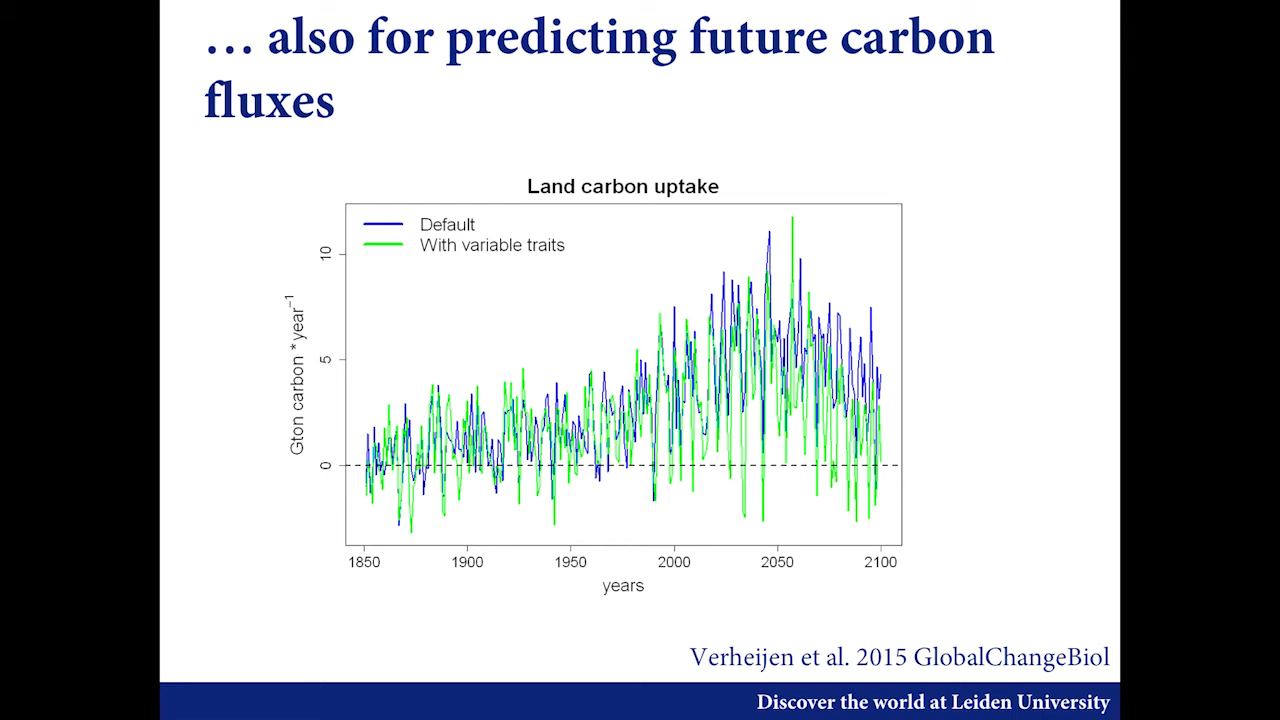 … also for predicting future carbon
fluxes
Land carbon uptake
Default
With variable traits
Gton carbon * year⁻¹
10
5
0
1850 1900 1950 2000 2050 2100
years
Verheijen et al. 2015 GlobalChangeBiol
Discover the world at Leiden University